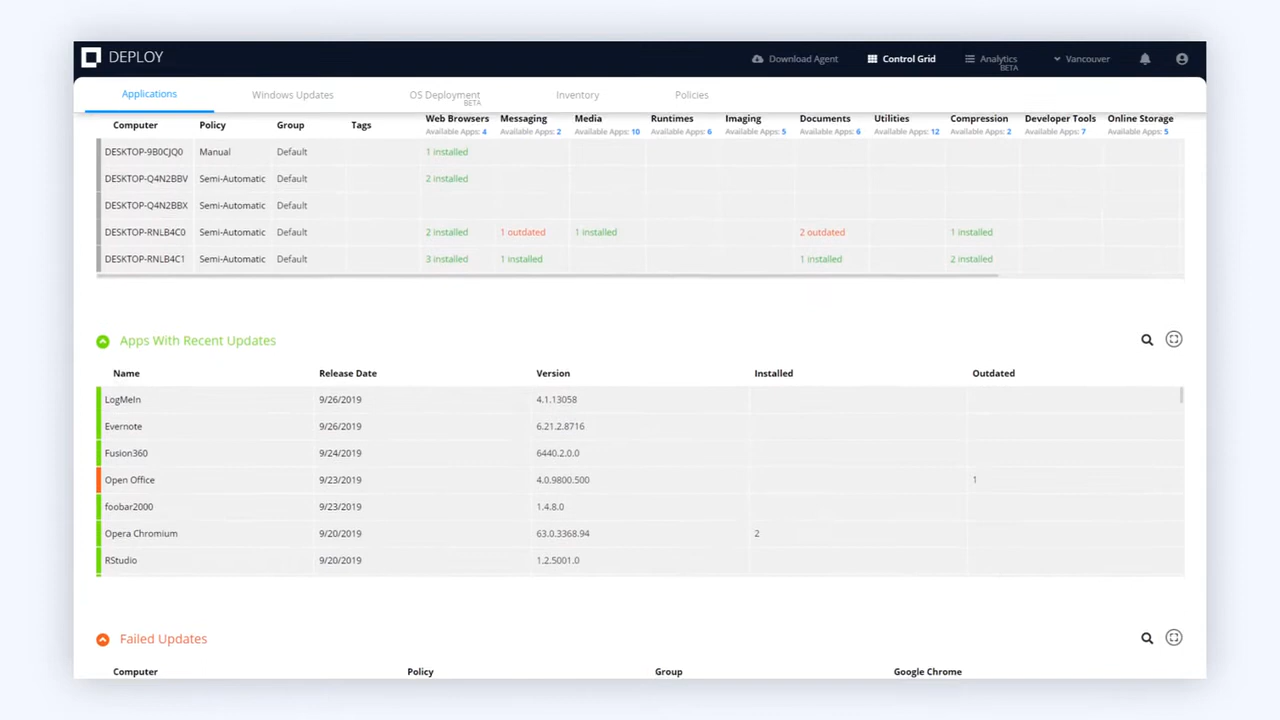 DEPLOY
Download Agent Control Grid Analytics BETA Vancouver
Applications Windows Updates OS Deployment BETA Inventory Policies
Computer Policy Group Tags Web Browsers Messaging Media Runtimes Imaging Documents Utilities Compression Developer Tools Online Storage
Available Apps: 4 Available Apps: 2 Available Apps: 10 Available Apps: 6 Available Apps: 5 Available Apps: 6 Available Apps: 12 Available Apps: 2 Available Apps: 7 Available Apps: 5
DESKTOP-9B0CJQ0 Manual Default 1 installed
DESKTOP-Q4N2BBV Semi-Automatic Default 2 installed
DESKTOP-Q4N2BBX Semi-Automatic Default
DESKTOP-RNLB4C0 Semi-Automatic Default 2 installed 1 outdated 1 installed 2 outdated 1 installed
DESKTOP-RNLB4C1 Semi-Automatic Default 3 installed 1 installed 1 installed 2 installed
Apps With Recent Updates
Name Release Date Version Installed Outdated
LogMeIn 9/26/2019 4.1.13058
Evernote 9/26/2019 6.21.2.8716
Fusion360 9/24/2019 6440.2.0.0
Open Office 9/23/2019 4.0.9800.500 1
foobar2000 9/23/2019 1.4.8.0
Opera Chromium 9/20/2019 63.0.3368.94 2
RStudio 9/20/2019 1.2.5001.0
Failed Updates
Computer Policy Group Google Chrome